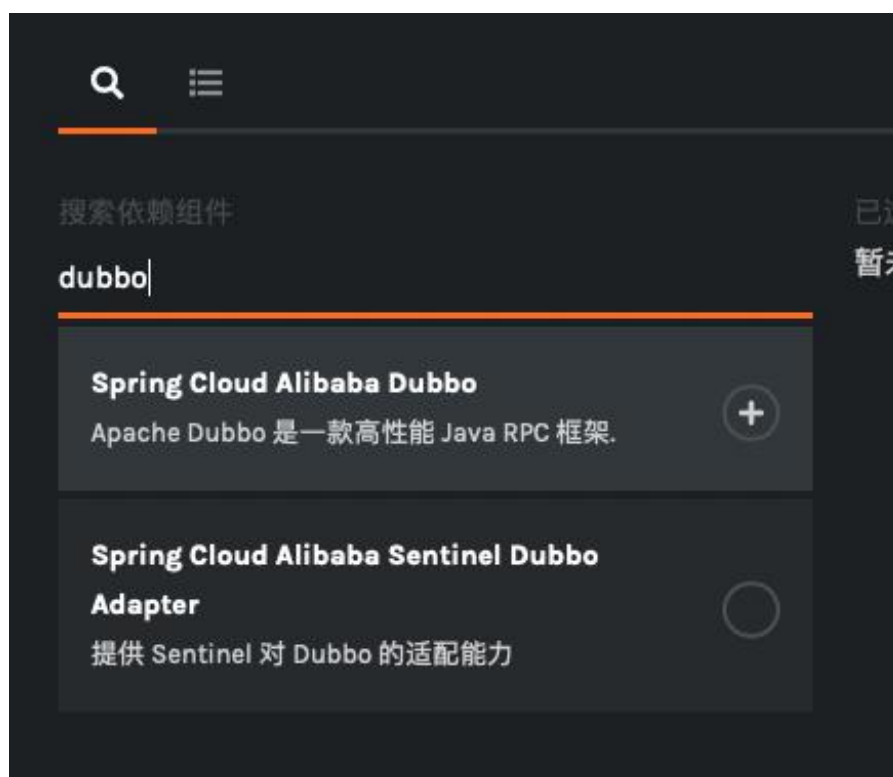 搜索依赖组件
已
dubbo
暂
Spring Cloud Alibaba Dubbo
Apache Dubbo 是一款高性能 Java RPC 框架.
Spring Cloud Alibaba Sentinel Dubbo
Adapter
提供 Sentinel 对 Dubbo 的适配能力